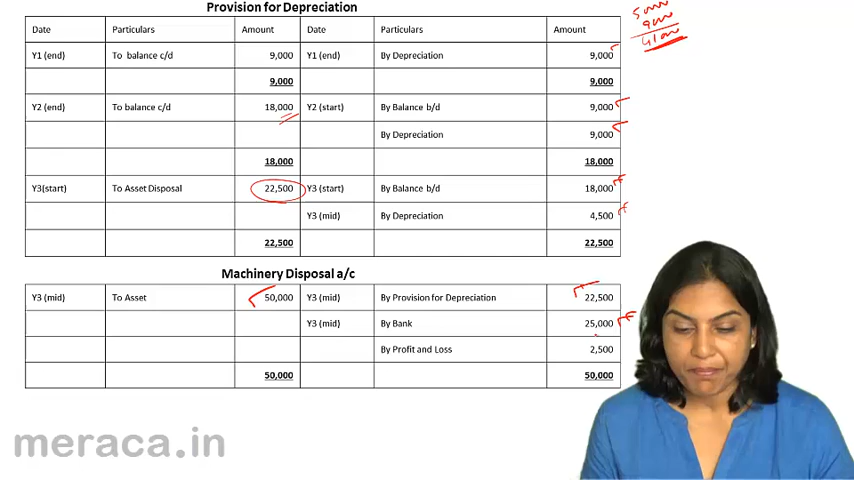 Provision for Depreciation
Date Particulars Amount Date Particulars Amount
Y1 (end) To balance c/d 9,000 Y1 (end) By Depreciation 9,000
9,000 9,000
Y2 (end) To balance c/d 18,000 Y2 (start) By Balance b/d 9,000
By Depreciation 9,000
18,000 18,000
Y3(start) To Asset Disposal 22,500 Y3 (start) By Balance b/d 18,000
Y3 (mid) By Depreciation 4,500
22,500 22,500
Machinery Disposal a/c
Y3 (mid) To Asset 50,000 Y3 (mid) By Provision for Depreciation 22,500
Y3 (mid) By Bank 25,000
By Profit and Loss 2,500
50,000 50,000
meraca.in